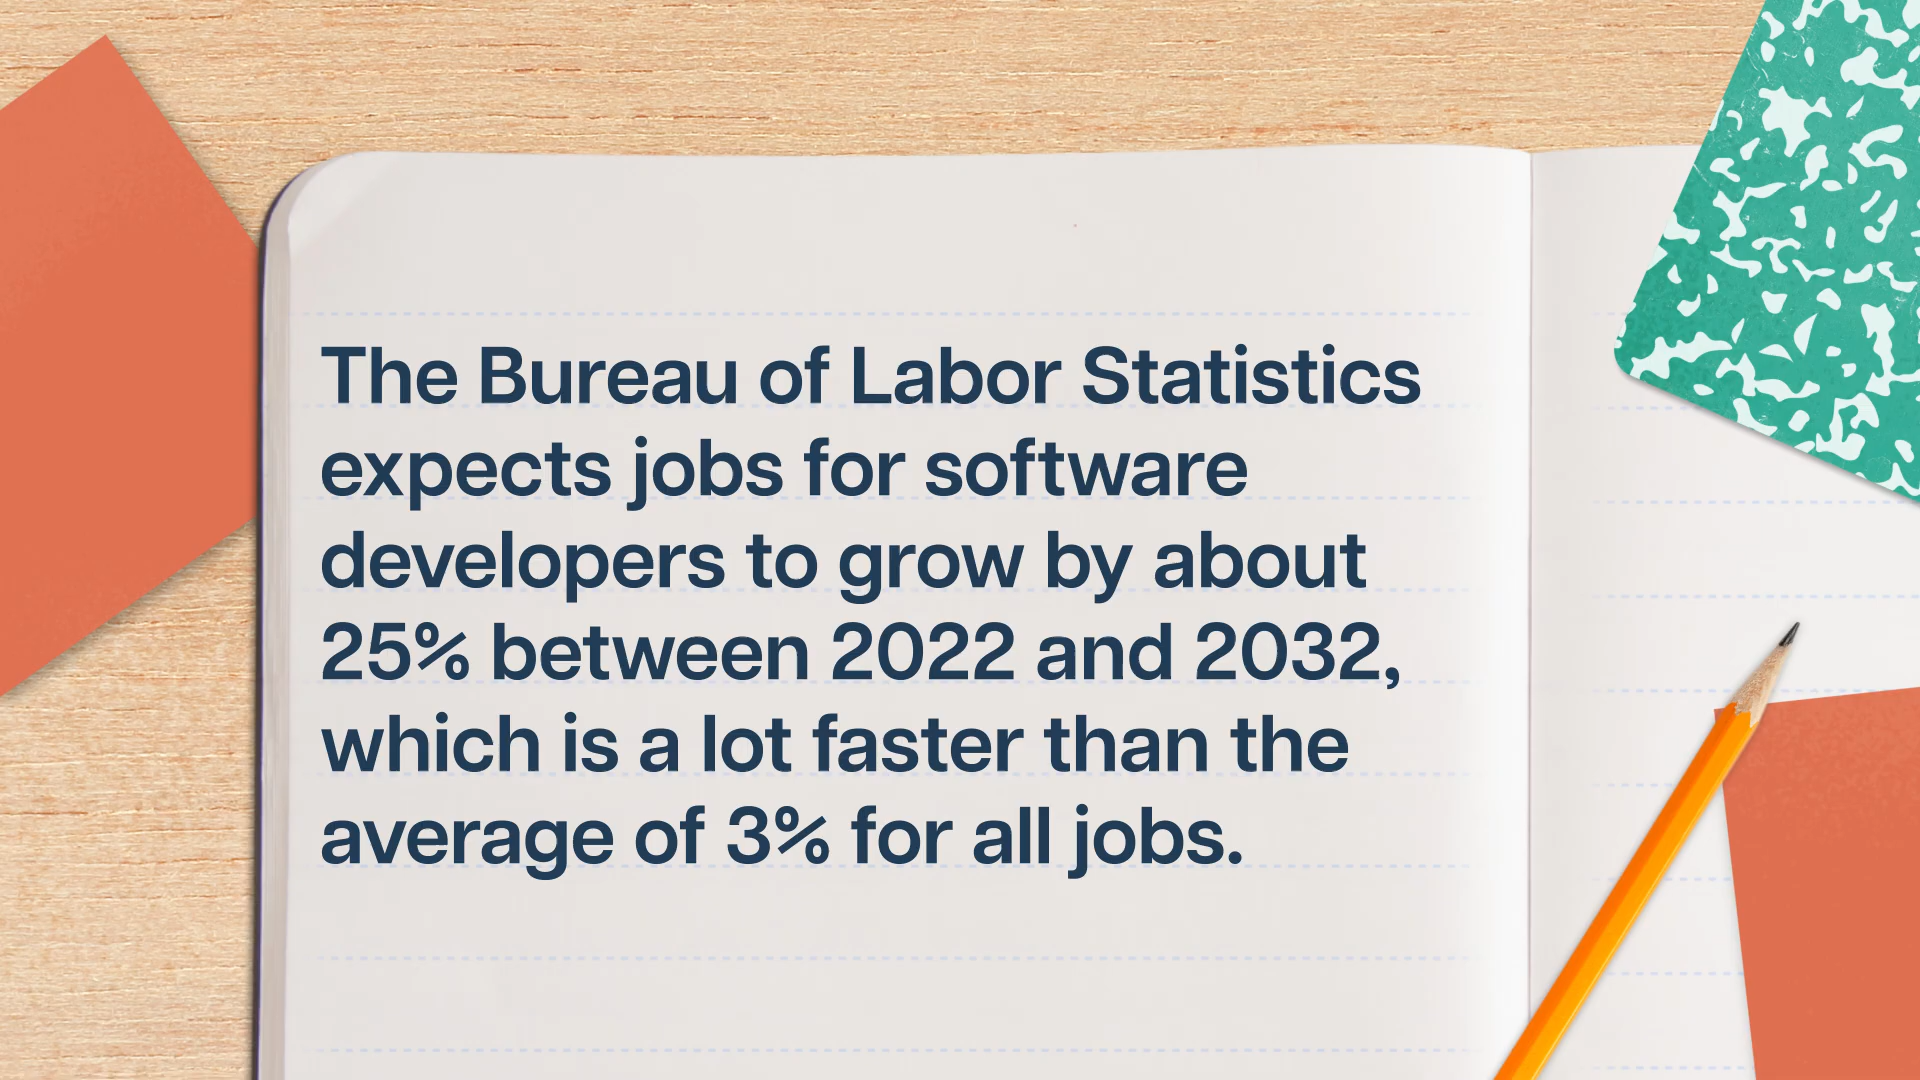 The Bureau of Labor Statistics
expects jobs for software
developers to grow by about
25% between 2022 and 2032,
which is a lot faster than the
average of 3% for all jobs.